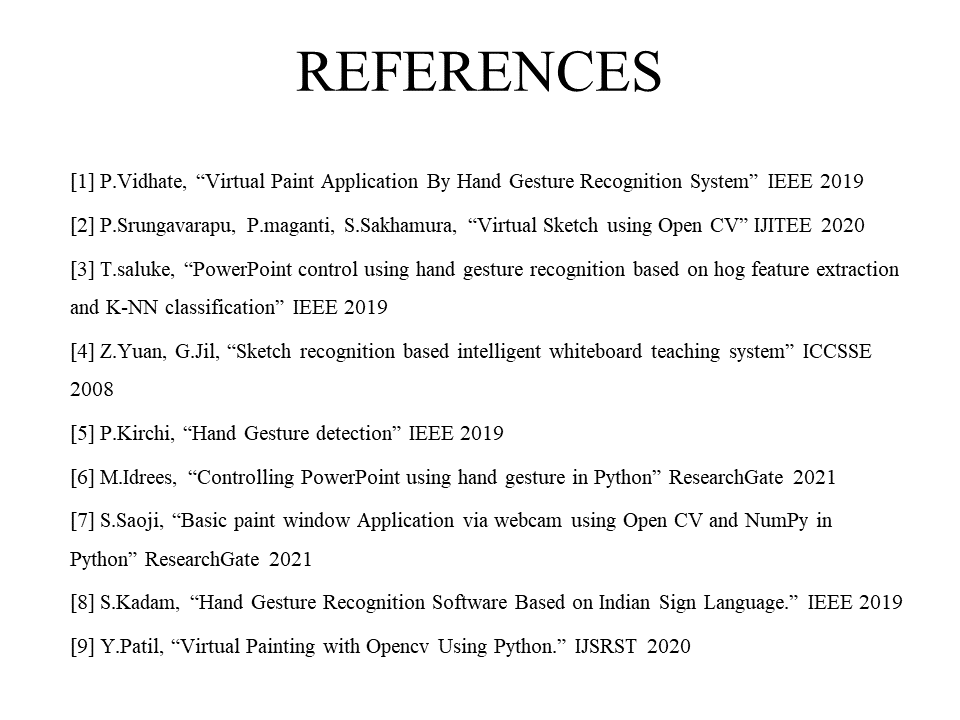 REFERENCES
[1] P.Vidhate, “Virtual Paint Application By Hand Gesture Recognition System” IEEE 2019
[2] P.Srungavarapu, P.maganti, S.Sakhamura, “Virtual Sketch using Open CV” IJITEE 2020
[3] T.saluke, “PowerPoint control using hand gesture recognition based on hog feature extraction
and K-NN classification” IEEE 2019
[4] Z.Yuan, G.Jil, “Sketch recognition based intelligent whiteboard teaching system” ICCSSE
2008
[5] P.Kirchi, “Hand Gesture detection” IEEE 2019
[6] M.Idrees, “Controlling PowerPoint using hand gesture in Python” ResearchGate 2021
[7] S.Saoji, “Basic paint window Application via webcam using Open CV and NumPy in
Python” ResearchGate 2021
[8] S.Kadam, “Hand Gesture Recognition Software Based on Indian Sign Language.” IEEE 2019
[9] Y.Patil, “Virtual Painting with Opencv Using Python.” IJSRST 2020